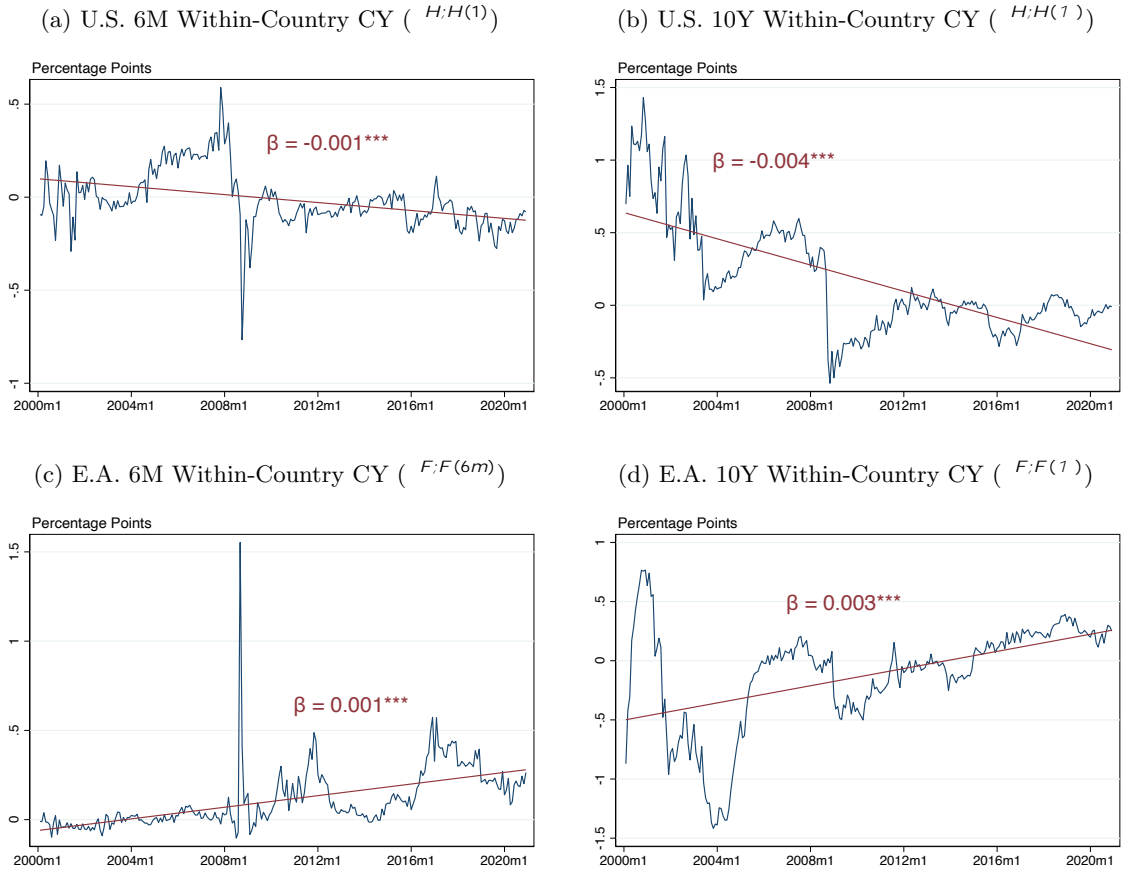 (a) U.S. 6M Within-Country CY ( H;H(1) )
Percentage Points
β = -0.001***
.5
0
-.5
-1
2000m1 2004m1 2008m1 2012m1 2016m1 2020m1
(b) U.S. 10Y Within-Country CY ( H;H(1 ) )
Percentage Points
β = -0.004***
1.5
1
.5
0
-.5
2000m1 2004m1 2008m1 2012m1 2016m1 2020m1
(c) E.A. 6M Within-Country CY ( F;F(6m) )
Percentage Points
β = 0.001***
1.5
1
.5
0
2000m1 2004m1 2008m1 2012m1 2016m1 2020m1
(d) E.A. 10Y Within-Country CY ( F;F(1 ) )
Percentage Points
β = 0.003***
1
.5
0
-.5
-1
-1.5
2000m1 2004m1 2008m1 2012m1 2016m1 2020m1